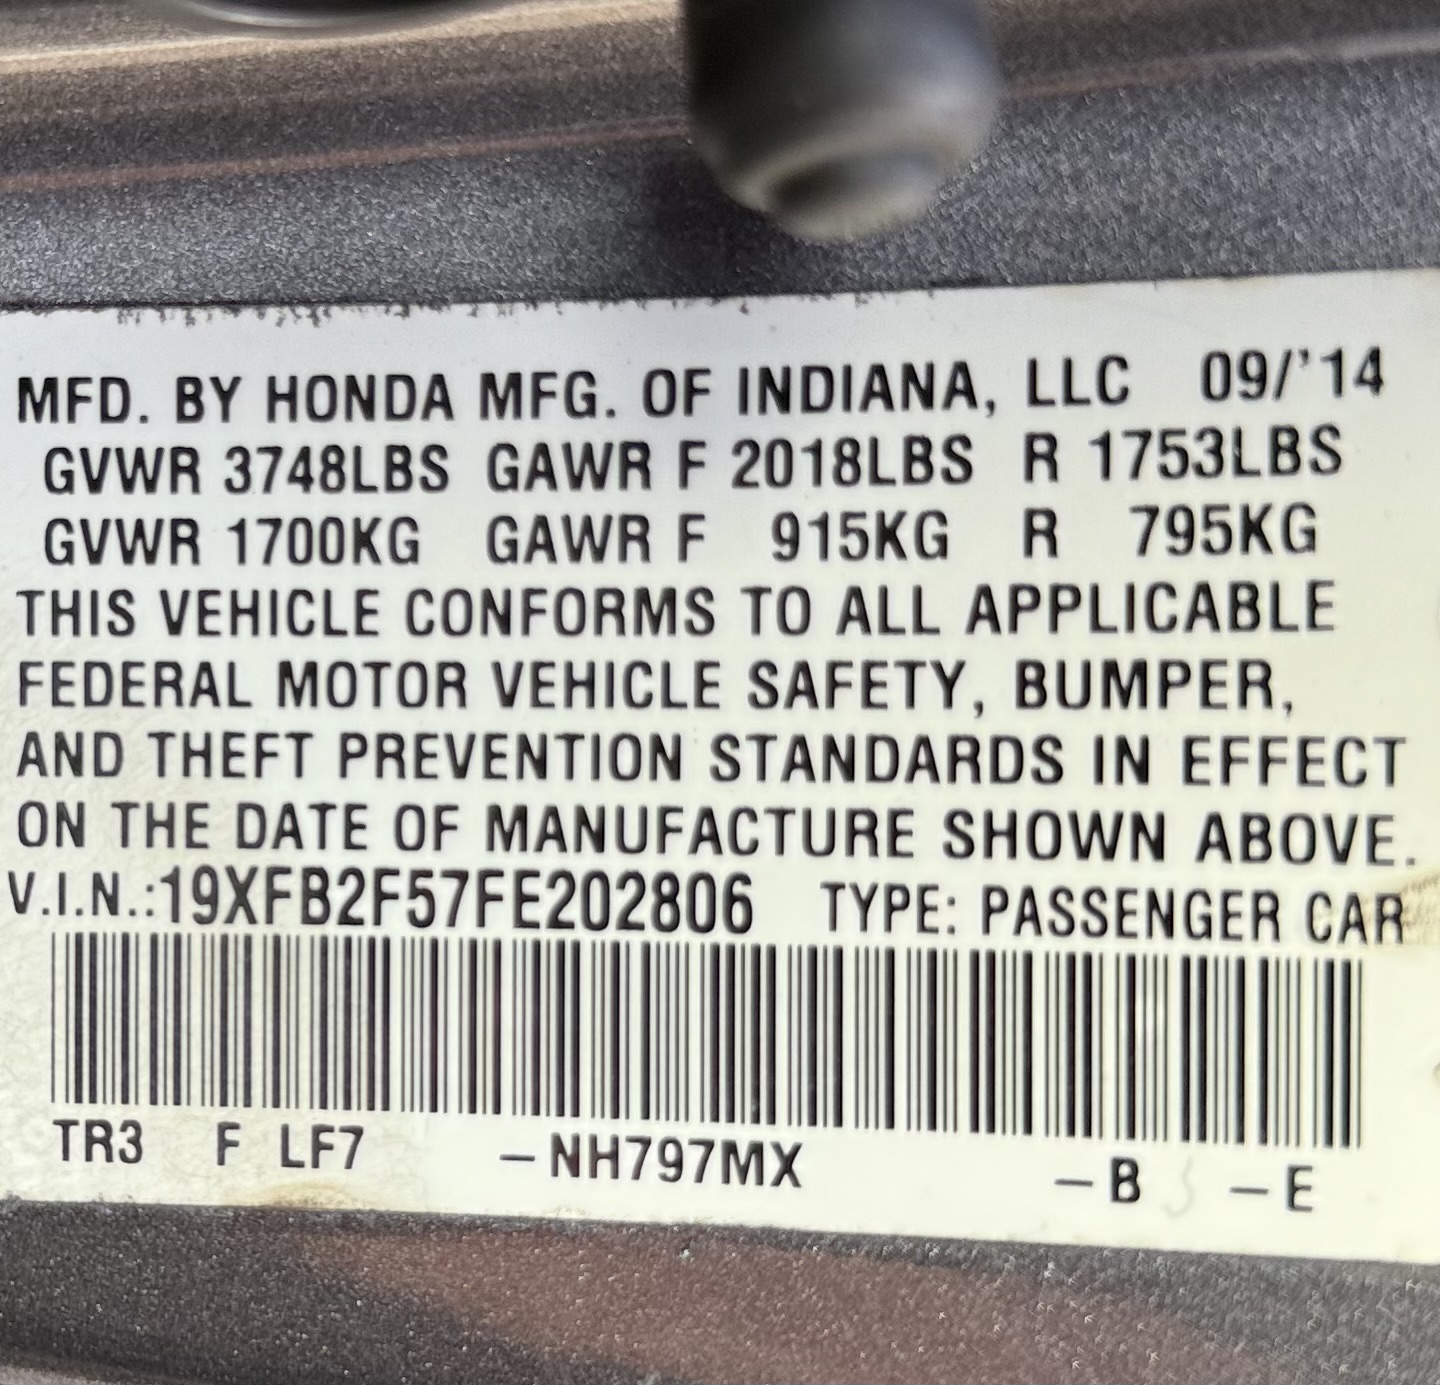 MFD. BY HONDA MFG. OF INDIANA, LLC 09/'14
GVWR 3748LBS GAWR F 2018LBS R 1753LBS
GVWR 1700KG GAWR F 915KG R 795KG
THIS VEHICLE CONFORMS TO ALL APPLICABLE
FEDERAL MOTOR VEHICLE SAFETY, BUMPER,
AND THEFT PREVENTION STANDARDS IN EFFECT
ON THE DATE OF MANUFACTURE SHOWN ABOVE.
V.I.N.:19XFB2F57FE202806 TYPE: PASSENGER CAR
TR3 F LF7 –NH797MX –B –E